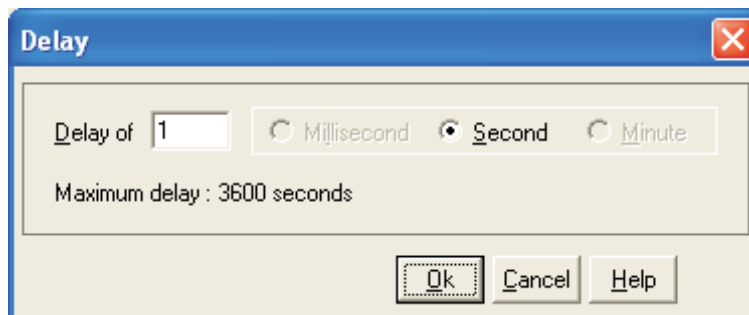 Delay
Delay of 1 Millisecond Second Minute
Maximum delay : 3600 seconds
Ok Cancel Help